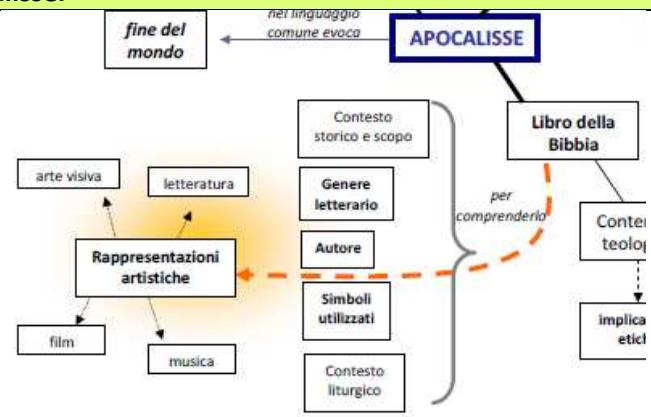 nel linguaggio
comune evoca
fine del
mondo
APOCALISSE
Contesto
storico e scopo
Libro della
Bibbia
arte visiva
letteratura
Genere
letterario
per
comprenderlo
Autore
Rappresentazioni
artistiche
Simboli
utilizzati
film
musica
Contesto
liturgico